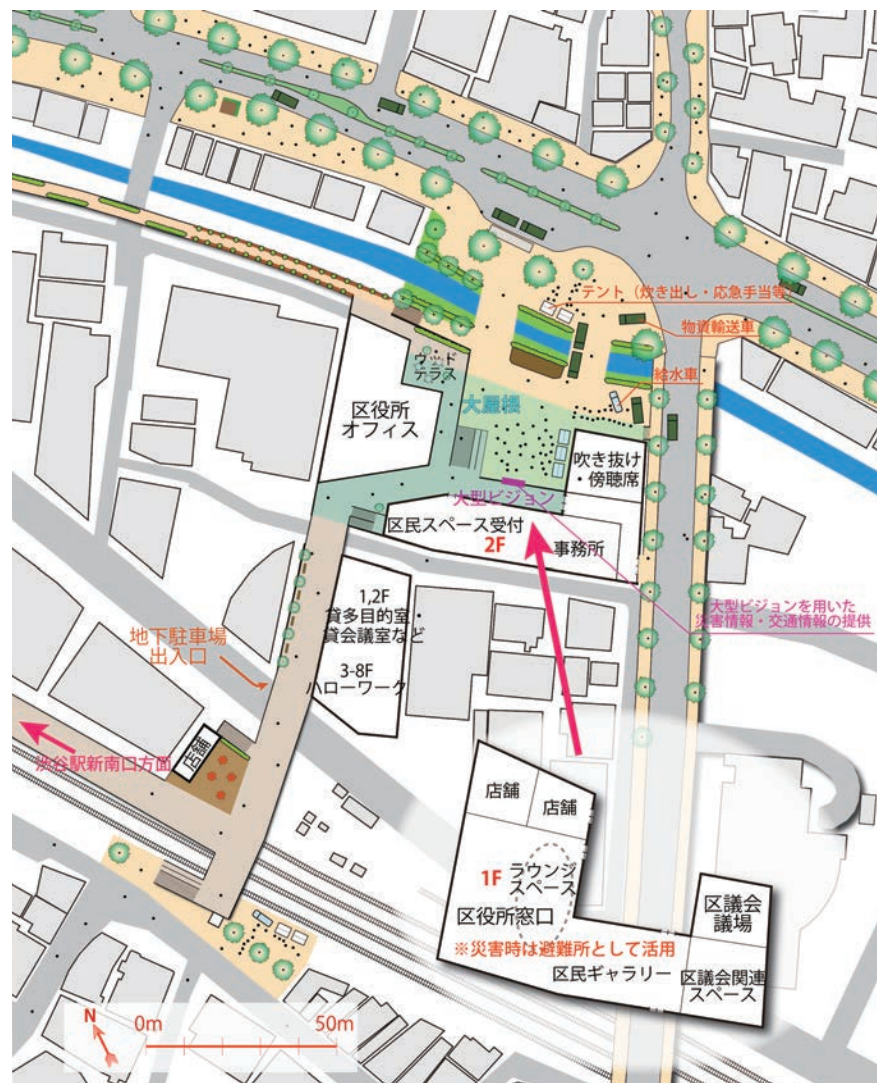 テント（炊き出し・応急手当等）
物資輸送車
給水車
ウッド
テラス
大屋根
区役所
オフィス
吹き抜け
・傍聴席
大型ビジョン
区民スペース受付
2F
事務所
大型ビジョンを用いた
災害情報・交通情報の提供
1,2F
貸多目的室・
貸会議室など
3-8F
ハローワーク
地下駐車場
出入口
店舗
渋谷駅新南口方面
店舗
店舗
1F
ラウンジ
スペース
区役所窓口
※災害時は避難所として活用
区民ギャラリー
区議会
議場
区議会関連
スペース
N
0m
50m